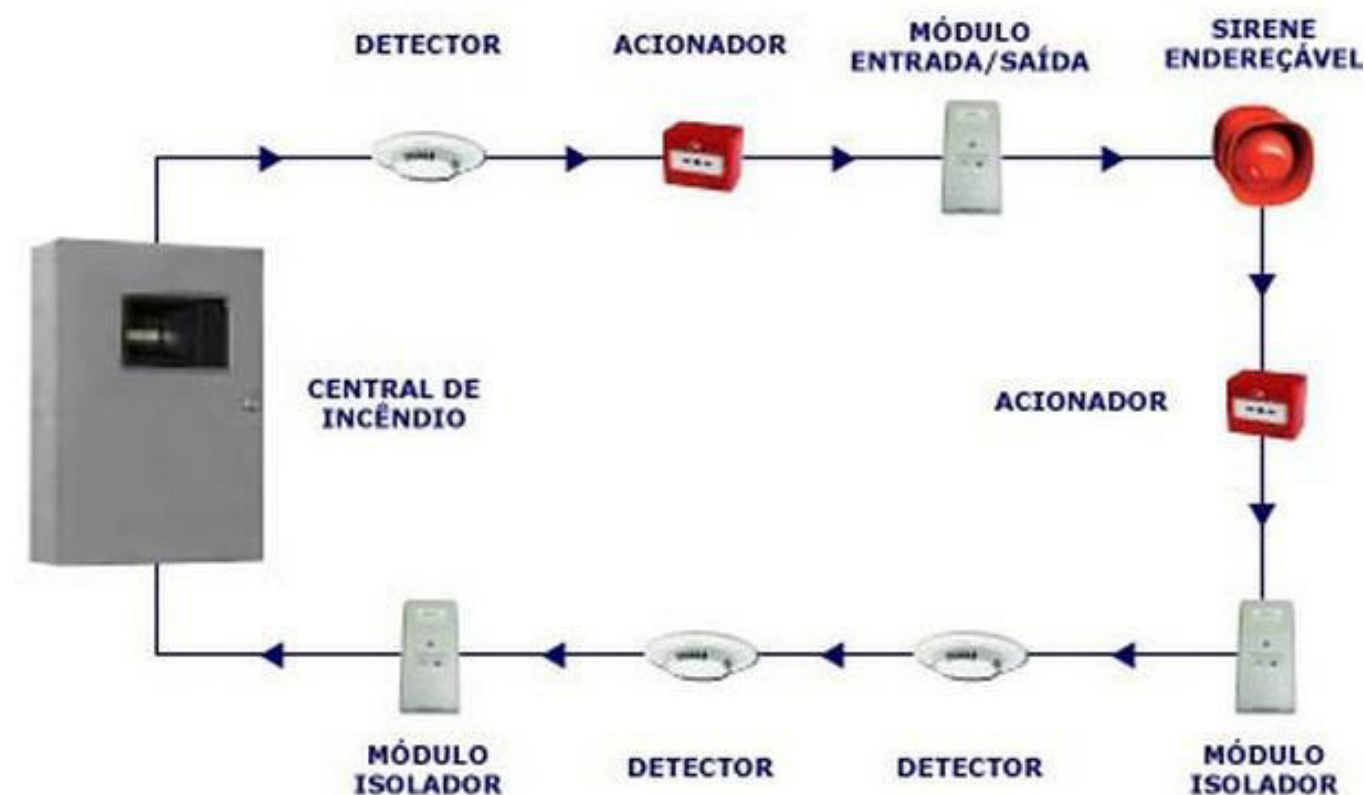 DETECTOR
ACIONADOR
MÓDULO
ENTRADA/SAÍDA
SIRENE
ENDEREÇÁVEL
CENTRAL DE
INCÊNDIO
ACIONADOR
MÓDULO
ISOLADOR
DETECTOR
DETECTOR
MÓDULO
ISOLADOR